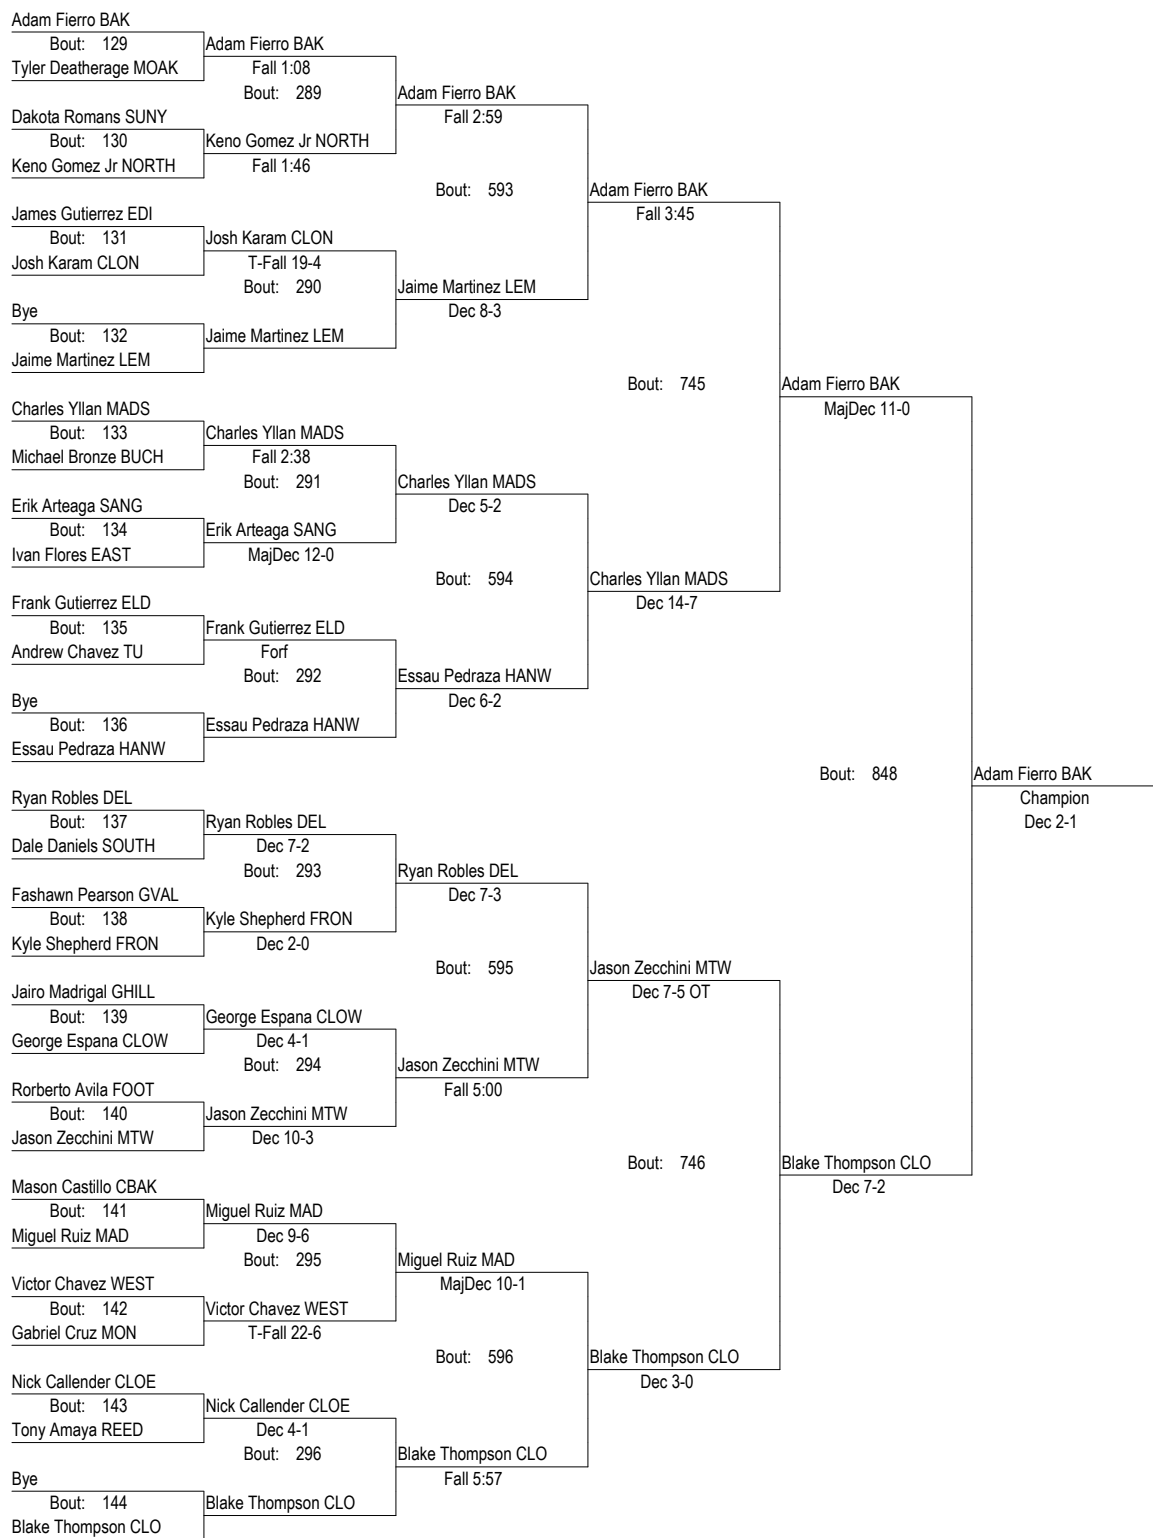 Adam Fierro BAK
Bout: 129
Adam Fierro BAK
Tyler Deatherage MOAK
Fall 1:08
Bout: 289
Adam Fierro BAK
Dakota Romans SUNY
Fall 2:59
Bout: 130
Keno Gomez Jr NORTH
Keno Gomez Jr NORTH
Fall 1:46
Bout: 593
Adam Fierro BAK
James Gutierrez EDI
Fall 3:45
Bout: 131
Josh Karam CLON
Josh Karam CLON
T-Fall 19-4
Bout: 290
Jaime Martinez LEM
Bye
Dec 8-3
Bout: 132
Jaime Martinez LEM
Jaime Martinez LEM
Bout: 745
Adam Fierro BAK
Charles Yllan MADS
MajDec 11-0
Bout: 133
Charles Yllan MADS
Michael Bronze BUCH
Fall 2:38
Bout: 291
Charles Yllan MADS
Erik Arteaga SANG
Dec 5-2
Bout: 134
Erik Arteaga SANG
Ivan Flores EAST
MajDec 12-0
Bout: 594
Charles Yllan MADS
Frank Gutierrez ELD
Dec 14-7
Bout: 135
Frank Gutierrez ELD
Andrew Chavez TU
Forf
Bout: 292
Essau Pedraza HANW
Bye
Dec 6-2
Bout: 136
Essau Pedraza HANW
Essau Pedraza HANW
Bout: 848
Adam Fierro BAK
Ryan Robles DEL
Champion
Bout: 137
Ryan Robles DEL
Dec 2-1
Dale Daniels SOUTH
Dec 7-2
Bout: 293
Ryan Robles DEL
Fashawn Pearson GVAL
Dec 7-3
Bout: 138
Kyle Shepherd FRON
Kyle Shepherd FRON
Dec 2-0
Bout: 595
Jason Zecchini MTW
Jairo Madrigal GHILL
Dec 7-5 OT
Bout: 139
George Espana CLOW
George Espana CLOW
Dec 4-1
Bout: 294
Jason Zecchini MTW
Rorberto Avila FOOT
Fall 5:00
Bout: 140
Jason Zecchini MTW
Jason Zecchini MTW
Dec 10-3
Bout: 746
Blake Thompson CLO
Mason Castillo CBAK
Dec 7-2
Bout: 141
Miguel Ruiz MAD
Miguel Ruiz MAD
Dec 9-6
Bout: 295
Miguel Ruiz MAD
Victor Chavez WEST
MajDec 10-1
Bout: 142
Victor Chavez WEST
Gabriel Cruz MON
T-Fall 22-6
Bout: 596
Blake Thompson CLO
Nick Callender CLOE
Dec 3-0
Bout: 143
Nick Callender CLOE
Tony Amaya REED
Dec 4-1
Bout: 296
Blake Thompson CLO
Bye
Fall 5:57
Bout: 144
Blake Thompson CLO
Blake Thompson CLO